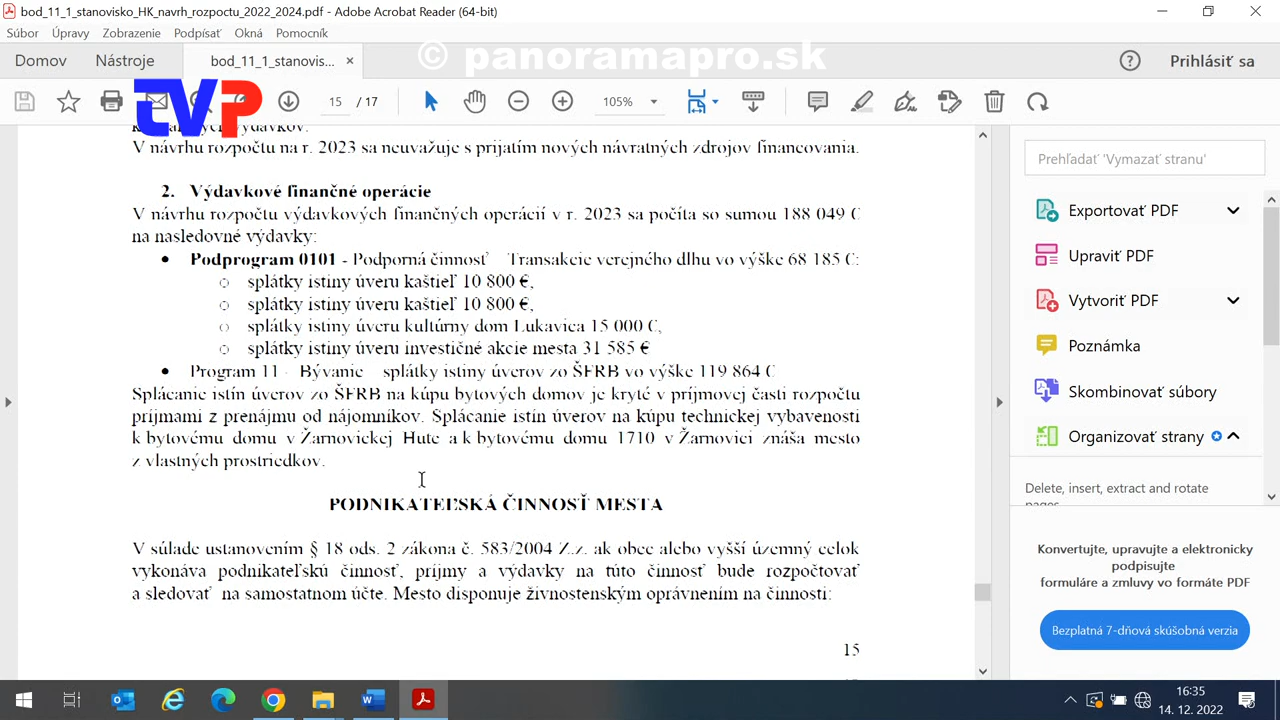 bod_11_1_stanovisko_HK_navrh_rozpoctu_2022_2024.pdf - Adobe Acrobat Reader (64-bit)
Súbor Úpravy Zobrazenie Podpísať Okná Pomocník
© panoramapro.sk
Domov Nástroje bod_11_1_stanovis... × Prihlásiť sa
TVP
15 / 17 105%
V návrhu rozpočtu na r. 2023 sa neuvažuje s prijatím nových návratných zdrojov financovania.
2. Výdavkové finančné operácie
V návrhu rozpočtu výdavkových finančných operácií v r. 2023 sa počíta so sumou 188 049 €
na nasledovné výdavky:
• Podprogram 0101 - Podporná činnosť – Transakcie verejného dlhu vo výške 68 185 €:
○ splátky istiny úveru kaštieľ 10 800 €,
○ splátky istiny úveru kaštieľ 10 800 €,
○ splátky istiny úveru kultúrny dom Lukavica 15 000 €,
○ splátky istiny úveru investičné akcie mesta 31 585 €
• Program 11 – Bývanie – splátky istiny úverov zo ŠFRB vo výške 119 864 €
Splácanie istín úverov zo ŠFRB na kúpu bytových domov je kryté v príjmovej časti rozpočtu
príjmami z prenájmu od nájomníkov. Splácanie istín úverov na kúpu technickej vybavenosti
k bytovému domu v Žarnovickej Hute a k bytovému domu 1710 v Žarnovici znáša mesto
z vlastných prostriedkov.
PODNIKATEĽSKÁ ČINNOSŤ MESTA
V súlade ustanovením § 18 ods. 2 zákona č. 583/2004 Z.z. ak obec alebo vyšší územný celok
vykonáva podnikateľskú činnosť, príjmy a výdavky na túto činnosť bude rozpočtovať
a sledovať na samostatnom účte. Mesto disponuje živnostenským oprávnením na činnosti:
15
Prehľadať 'Vymazať stranu'
Exportovať PDF
Upraviť PDF
Vytvoriť PDF
Poznámka
Skombinovať súbory
Organizovať strany
Delete, insert, extract and rotate
pages
Konvertujte, upravujte a elektronicky
podpisujte
formuláre a zmluvy vo formáte PDF
Bezplatná 7-dňová skúšobná verzia
16:35
14. 12. 2022